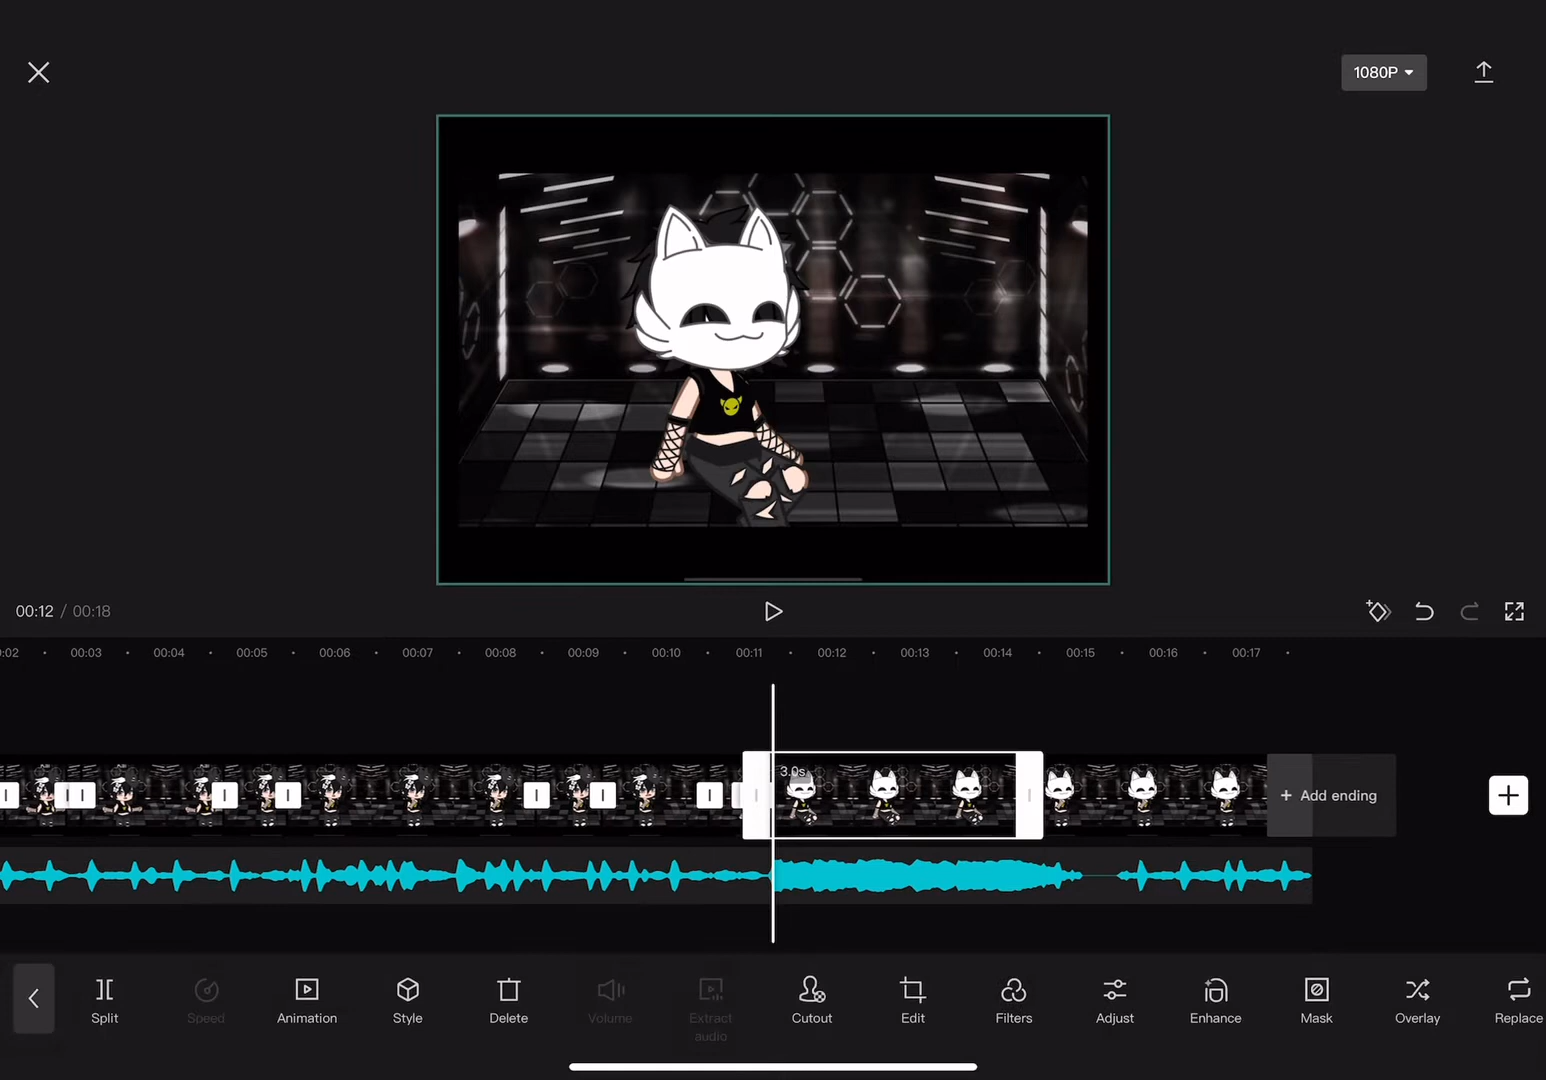 1080P
00:12 / 00:18
:02 00:03 00:04 00:05 00:06 00:07 00:08 00:09 00:10 00:11 00:12 00:13 00:14 00:15 00:16 00:17
3.0s
+ Add ending
Split
Speed
Animation
Style
Delete
Volume
Extract
audio
Cutout
Edit
Filters
Adjust
Enhance
Mask
Overlay
Replace